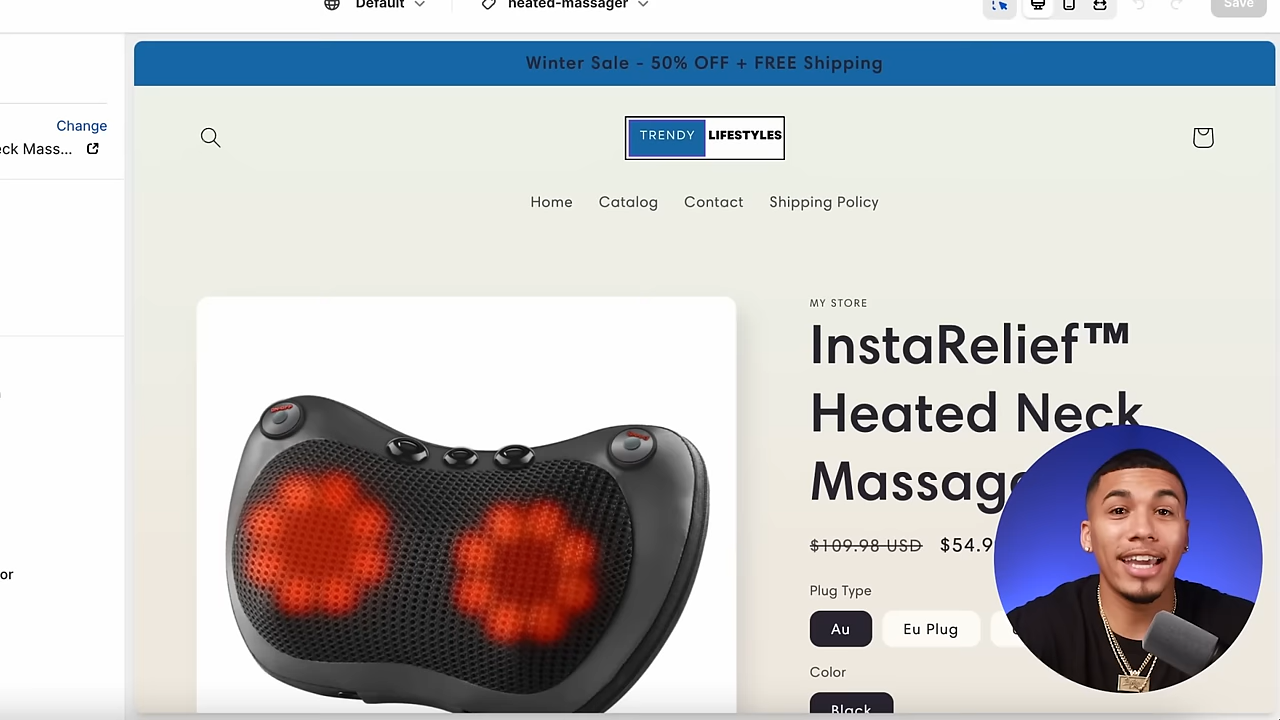 Default
heated-massager
Save
Winter Sale - 50% OFF + FREE Shipping
Change
eck Mass...
TRENDY LIFESTYLES
Home Catalog Contact Shipping Policy
MY STORE
InstaRelief™
Heated Neck
Massag
$109.98 USD $54.9
Plug Type
Au Eu Plug
Color
Black
or